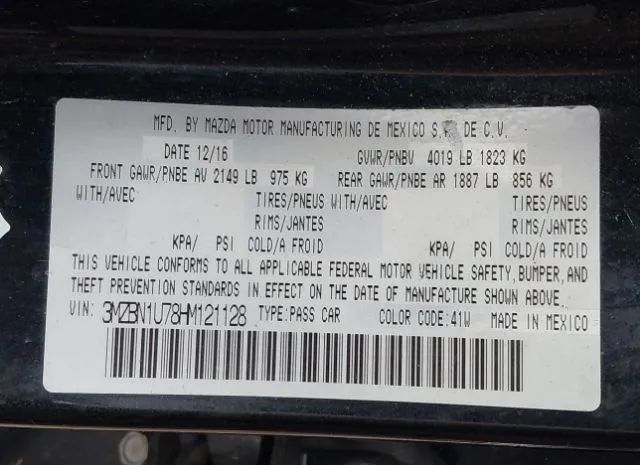 MFD. BY MAZDA MOTOR MANUFACTURING DE MEXICO S.A. DE C.V.
DATE 12/16 GVWR/PNBV 4019 LB 1823 KG
FRONT GAWR/PNBE AV 2149 LB 975 KG REAR GAWR/PNBE AR 1887 LB 856 KG
WITH/AVEC TIRES/PNEUS WITH/AVEC TIRES/PNEUS
RIMS/JANTES RIMS/JANTES
KPA/ PSI COLD/A FROID KPA/ PSI COLD/A FROID
THIS VEHICLE CONFORMS TO ALL APPLICABLE FEDERAL MOTOR VEHICLE SAFETY, BUMPER, AND
THEFT PREVENTION STANDARDS IN EFFECT ON THE DATE OF MANUFACTURE SHOWN ABOVE.
VIN: 3MZBN1U78HM121128 TYPE: PASS CAR COLOR CODE: 41W MADE IN MEXICO